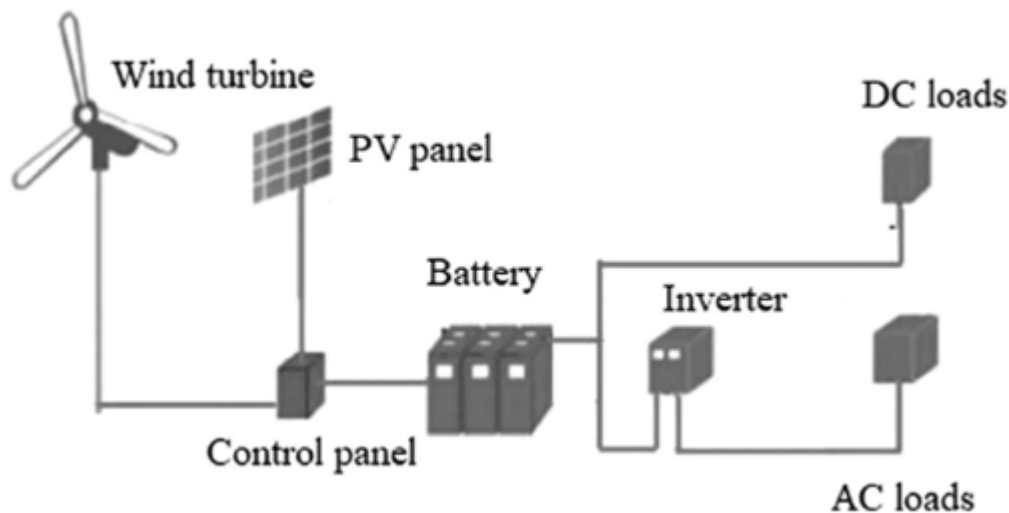 Wind turbine
DC loads
PV panel
Battery
Inverter
Control panel
AC loads